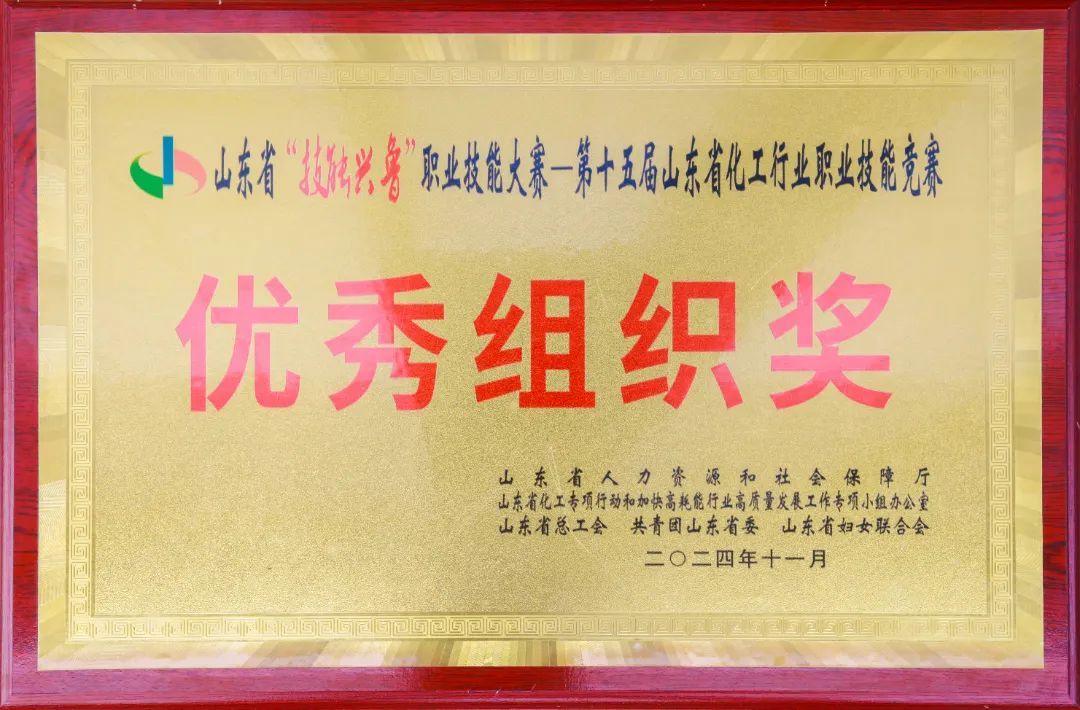 山东省“技能兴鲁”职业技能大赛—第十五届山东省化工行业职业技能竞赛
优秀组织奖
山东省人力资源和社会保障厅
山东省化工专项行动和加快高耗能行业高质量发展工作专项小组办公室
山东省总工会 共青团山东省委 山东省妇女联合会
二〇二四年十一月